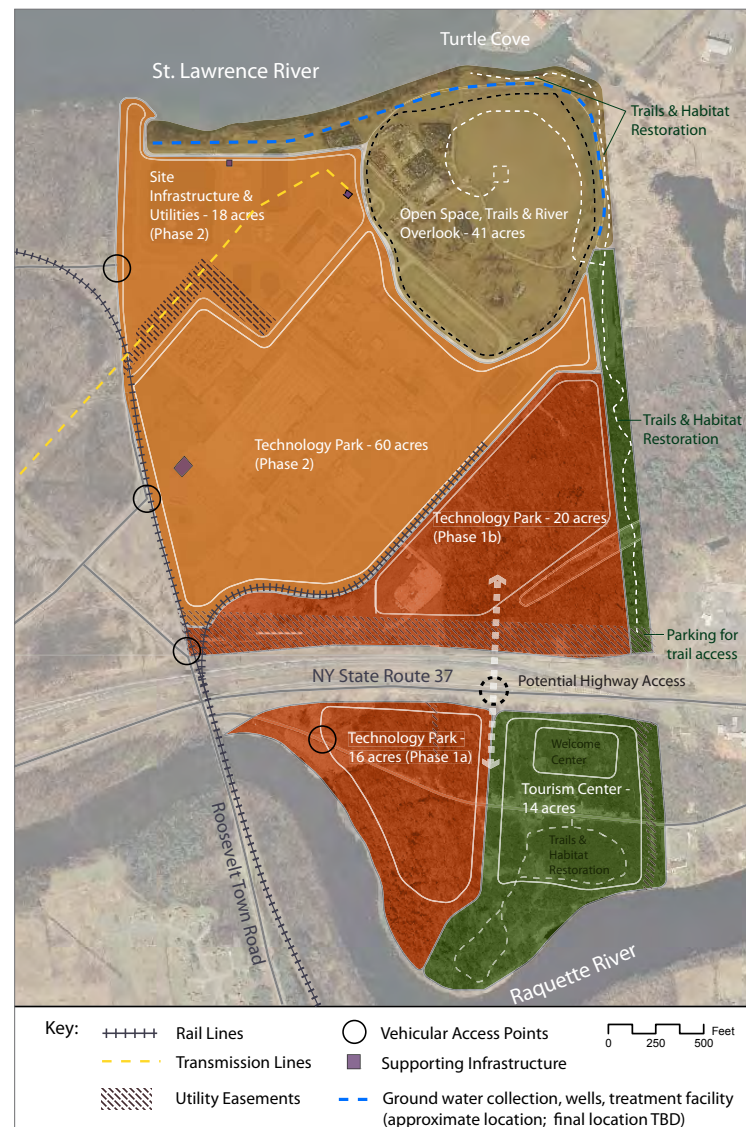 Turtle Cove
St. Lawrence River
Trails & Habitat
Restoration
Site
Infrastructure &
Utilities - 18 acres
(Phase 2)
Open Space, Trails & River
Overlook - 41 acres
Trails & Habitat
Restoration
Technology Park - 60 acres
(Phase 2)
Technology Park - 20 acres
(Phase 1b)
Parking for
trail access
NY State Route 37
Potential Highway Access
Technology Park -
16 acres (Phase 1a)
Welcome
Center
Tourism Center -
14 acres
Trails &
Habitat
Restoration
Roosevelt Town Road
Raquette River
Key:
Rail Lines
Vehicular Access Points
Feet
0 250 500
Transmission Lines
Supporting Infrastructure
Utility Easements
Ground water collection, wells, treatment facility
(approximate location; final location TBD)